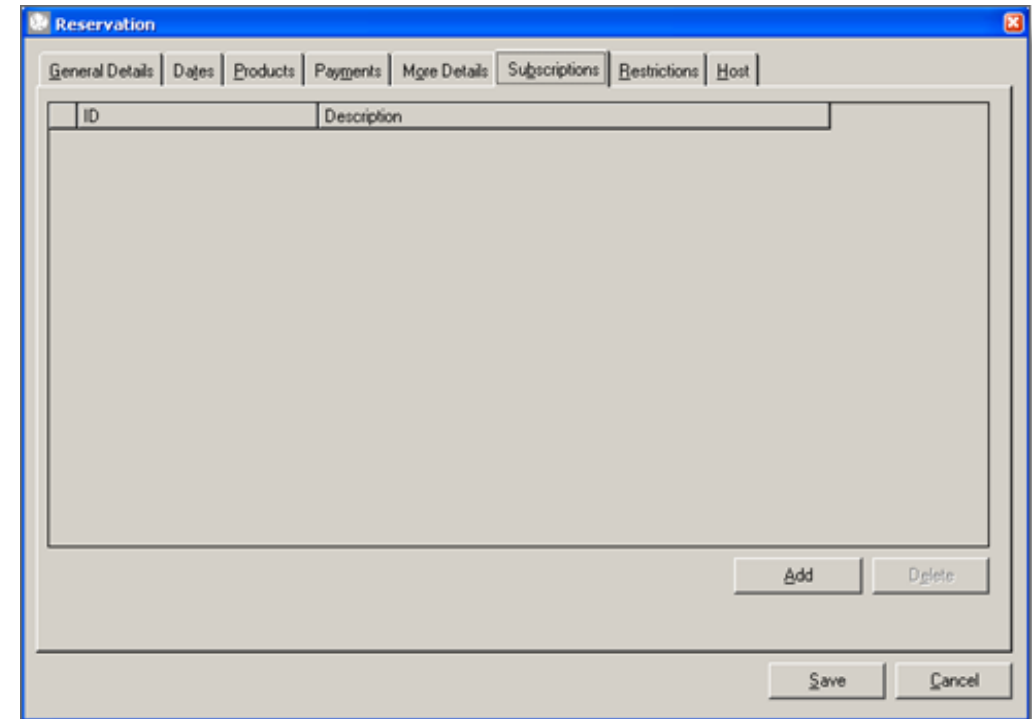 Reservation
General Details Dates Products Payments More Details Subscriptions Restrictions Host
ID Description
Add Delete
Save Cancel